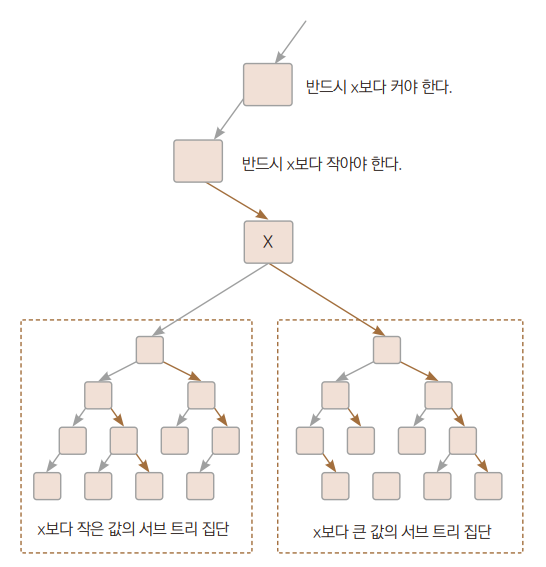 반드시 x보다 커야 한다.
반드시 x보다 작아야 한다.
X
x보다 작은 값의 서브 트리 집단
x보다 큰 값의 서브 트리 집단